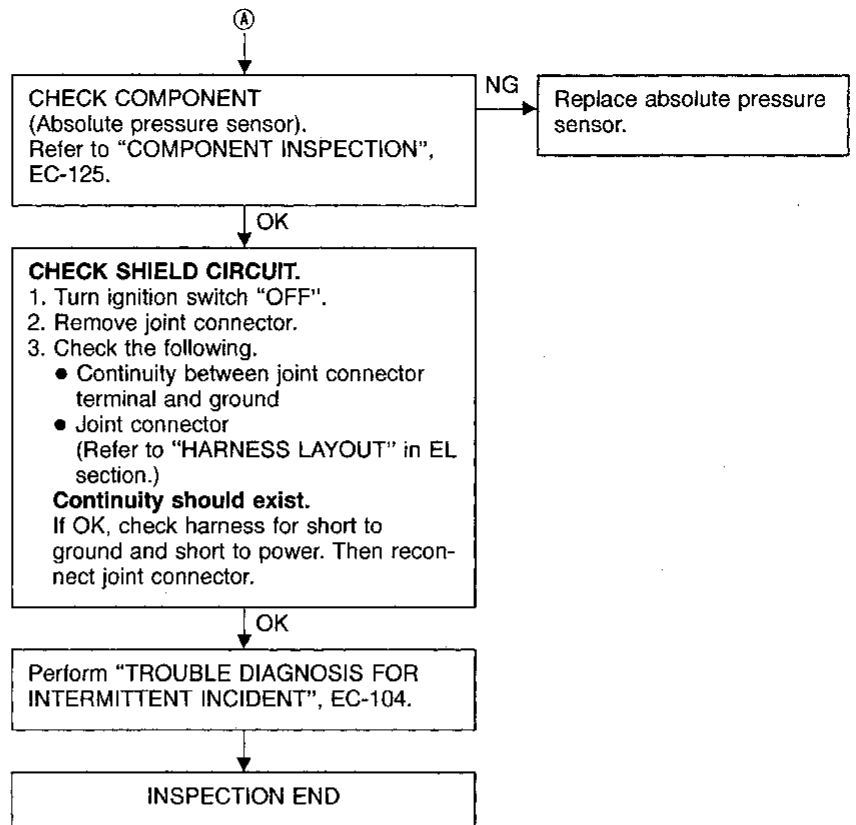 Ⓐ
CHECK COMPONENT
(Absolute pressure sensor).
Refer to “COMPONENT INSPECTION”,
EC-125.
NG
Replace absolute pressure
sensor.
OK
CHECK SHIELD CIRCUIT.
1. Turn ignition switch “OFF”.
2. Remove joint connector.
3. Check the following.
● Continuity between joint connector
terminal and ground
● Joint connector
(Refer to “HARNESS LAYOUT” in EL
section.)
Continuity should exist.
If OK, check harness for short to
ground and short to power. Then recon-
nect joint connector.
OK
Perform “TROUBLE DIAGNOSIS FOR
INTERMITTENT INCIDENT”, EC-104.
INSPECTION END